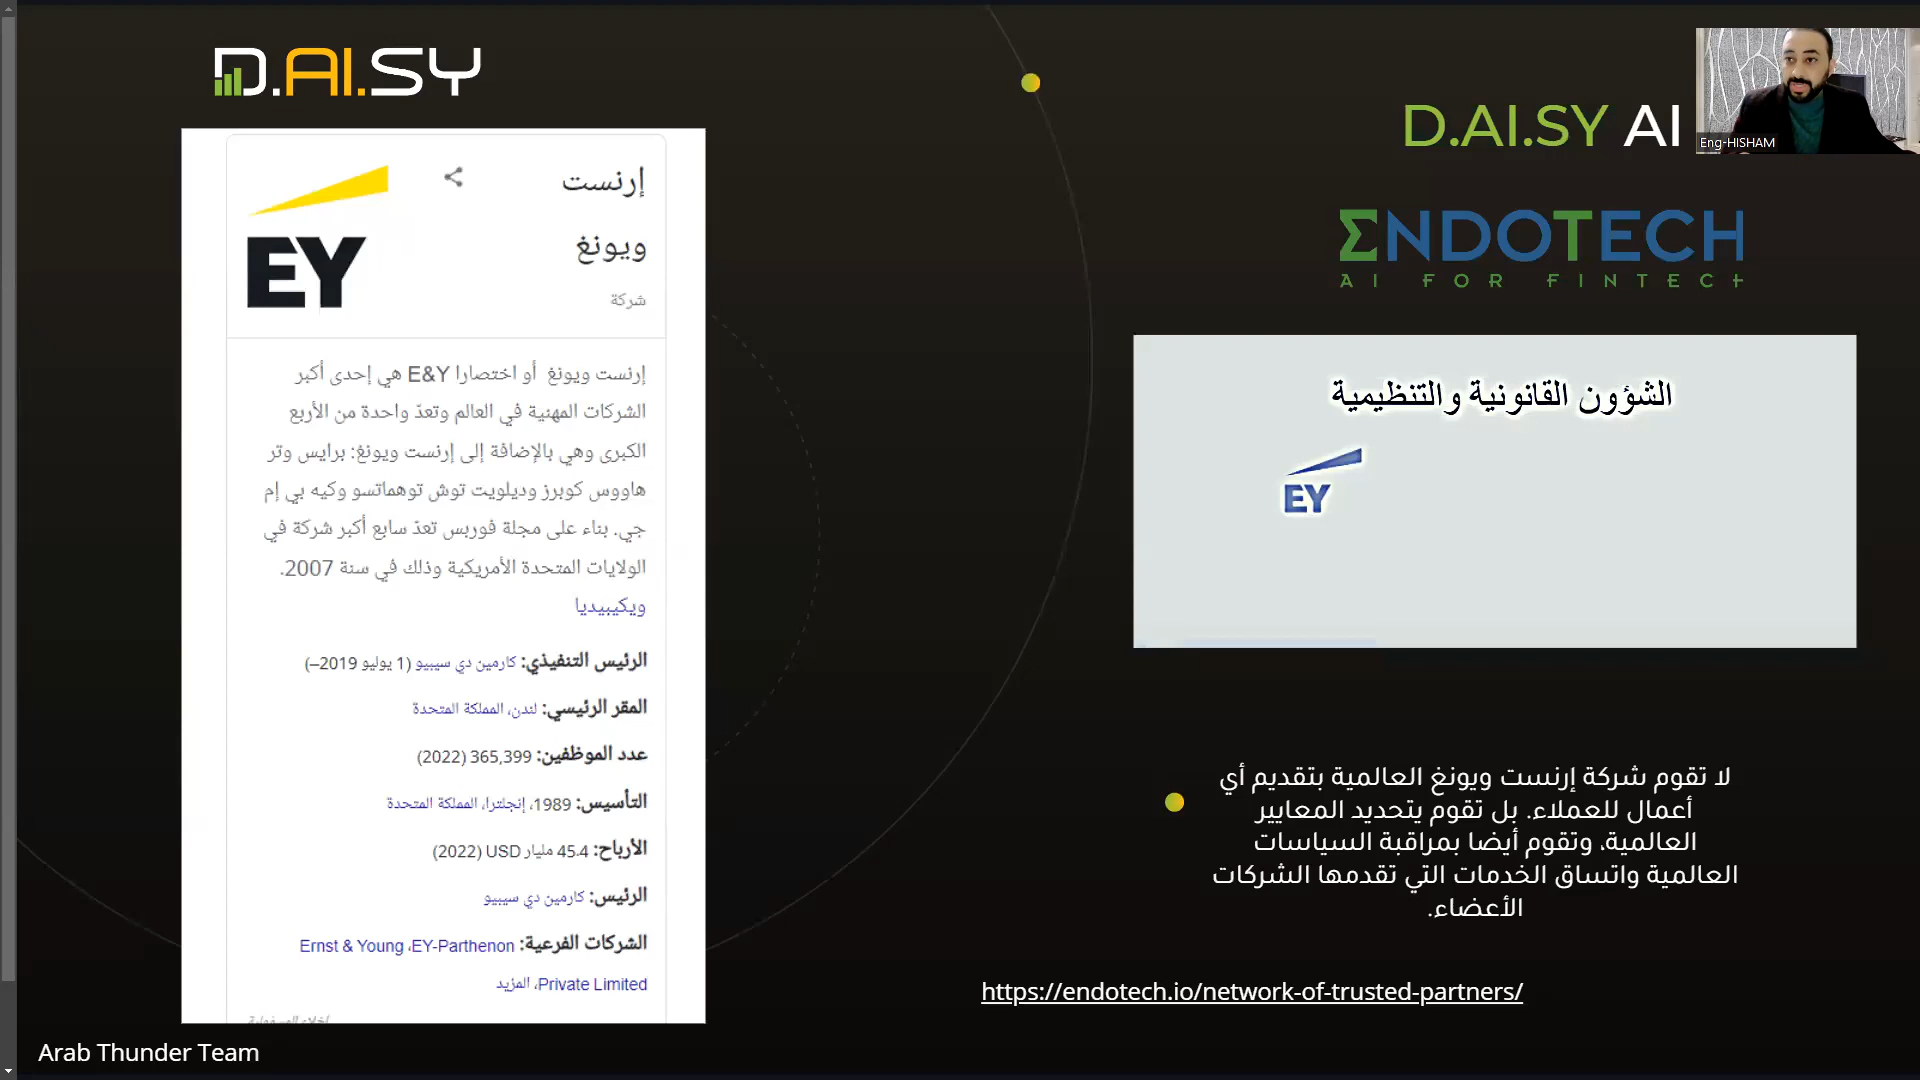 D.AI.SY
إرنست
ويونغ
شركة
EY
إرنست ويونغ أو اختصارا E&Y هي إحدى أكبر
الشركات المهنية في العالم وتعدّ واحدة من الأربع
الكبرى وهي بالإضافة إلى إرنست ويونغ: برايس وتر
هاووس كوبرز وديلويت توش توهماتسو وكيه بي إم
جي. بناء على مجلة فوربس تعدّ سابع أكبر شركة في
الولايات المتحدة الأمريكية وذلك في سنة 2007.
ويكيبيديا
الرئيس التنفيذي: كارمين دي سيبيو (1 يوليو 2019–)
المقر الرئيسي: لندن، المملكة المتحدة
عدد الموظفين: 365,399 (2022)
التأسيس: 1989، إنجلترا، المملكة المتحدة
الأرباح: 45.4 مليار USD (2022)
الرئيس: كارمين دي سيبيو
الشركات الفرعية: Ernst & Young ،EY-Parthenon
Private Limited، المزيد
إخلاء المسؤولية
D.AI.SY AI
Eng-HISHAM
ENDOTECH
AI FOR FINTECH
الشؤون القانونية والتنظيمية
EY
لا تقوم شركة إرنست ويونغ العالمية بتقديم أي
أعمال للعملاء. بل تقوم يتحديد المعايير
العالمية، وتقوم أيضا بمراقبة السياسات
العالمية واتساق الخدمات التي تقدمها الشركات
الأعضاء.
https://endotech.io/network-of-trusted-partners/
Arab Thunder Team